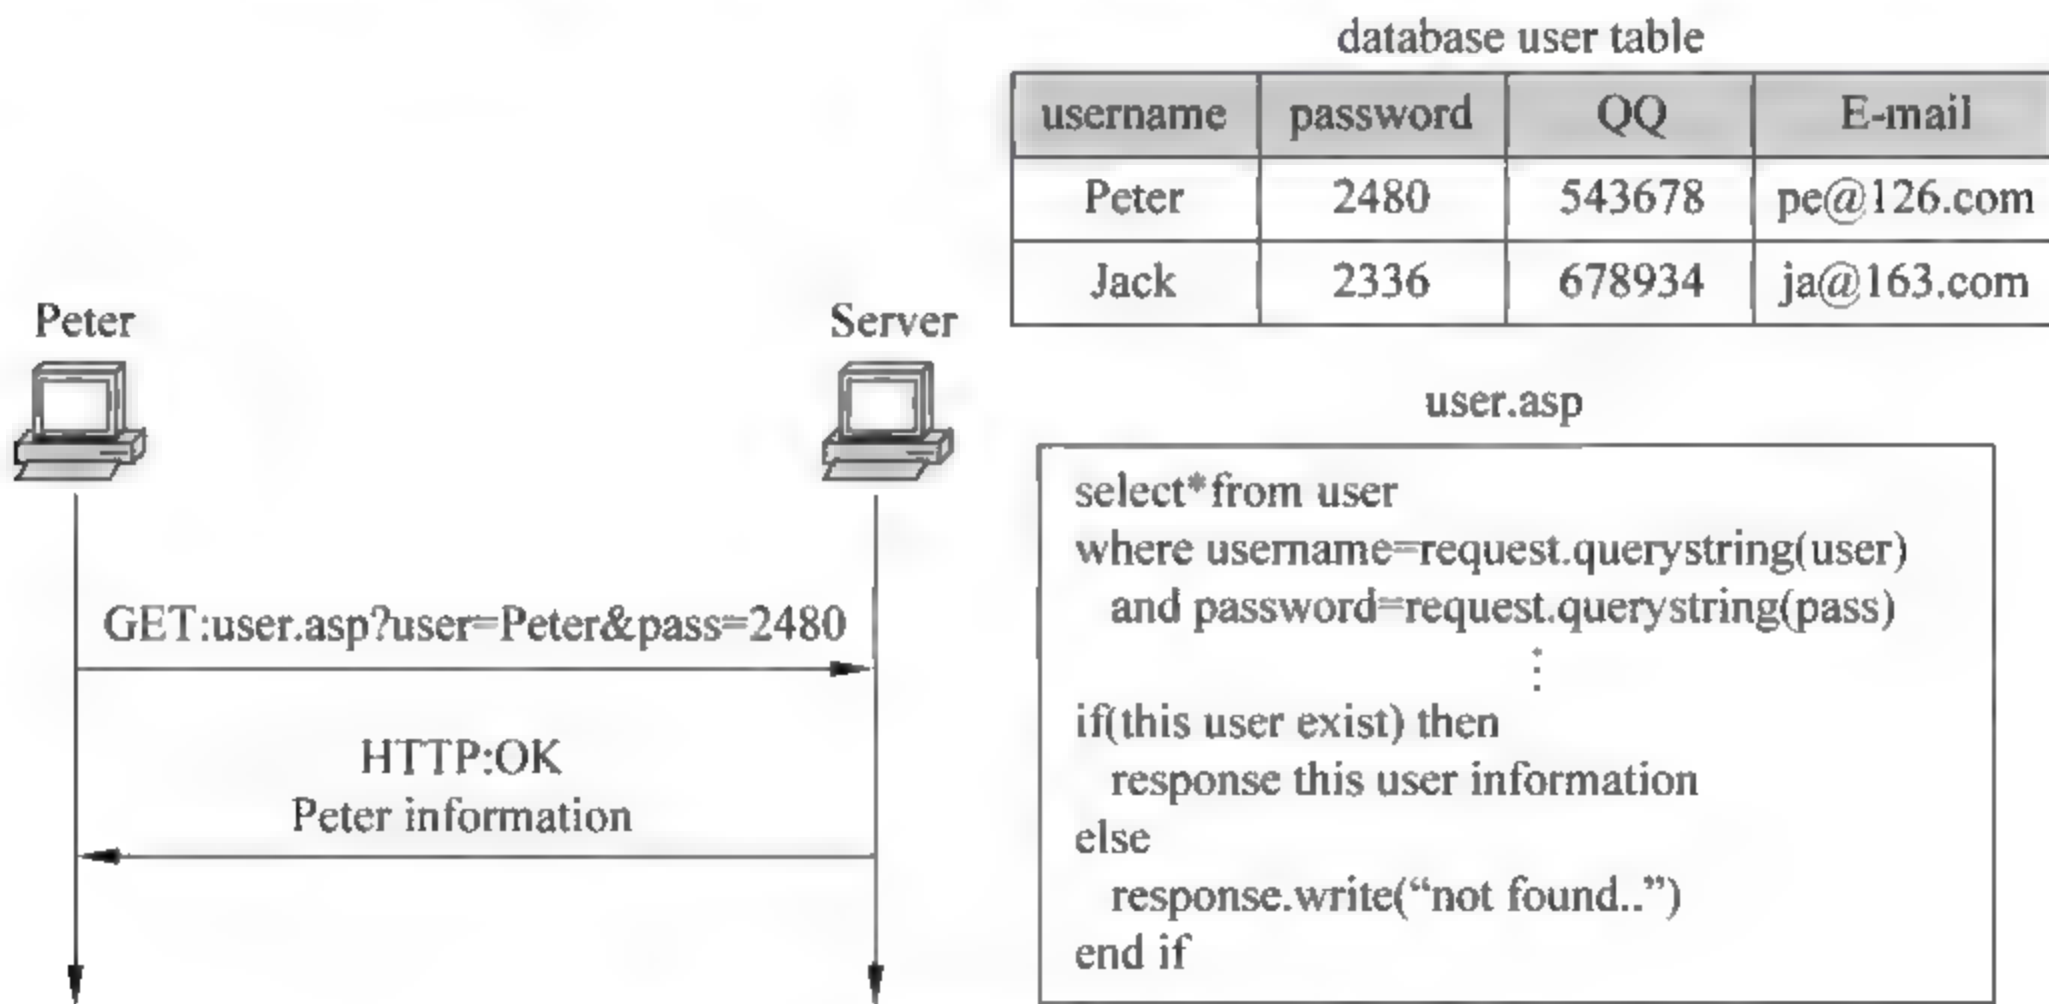 database user table
username password QQ E-mail
Peter 2480 543678 pe@126.com
Jack 2336 678934 ja@163.com
Peter
Server
GET:user.asp?user=Peter&pass=2480
HTTP:OK
Peter information
user.asp
select*from user
where username=request.querystring(user)
and password=request.querystring(pass)
⋮
if(this user exist) then
response this user information
else
response.write(“not found..”)
end if